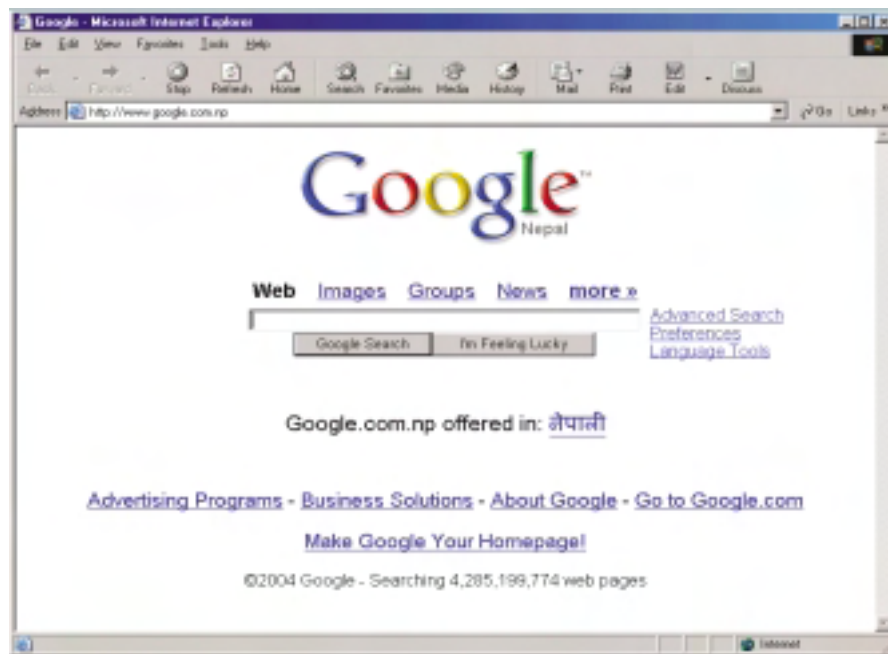 Google - Microsoft Internet Explorer
File Edit View Favorites Tools Help
Back Forward Stop Refresh Home Search Favorites Media History Mail Print Edit Discuss
Address http://www.google.com.np Go Links »
Google™
Nepal
Web Images Groups News more »
Advanced Search
Preferences
Language Tools
Google Search I'm Feeling Lucky
Google.com.np offered in: नेपाली
Advertising Programs - Business Solutions - About Google - Go to Google.com
Make Google Your Homepage!
©2004 Google - Searching 4,285,199,774 web pages
Internet